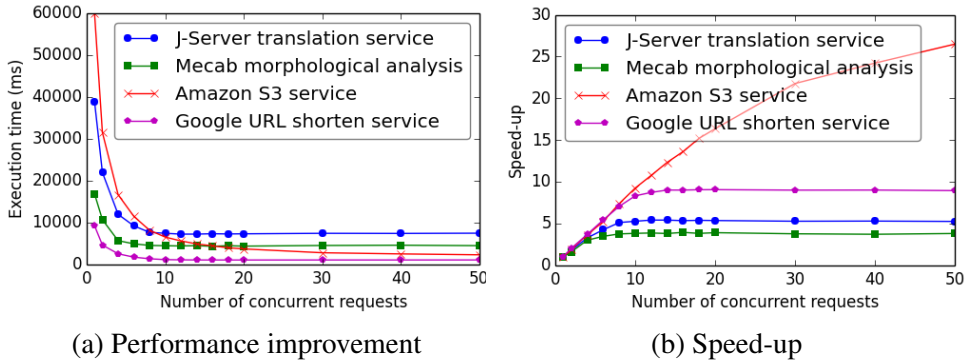 60000
50000
40000
30000
20000
10000
0
Execution time (ms)
J-Server translation service
Mecab morphological analysis
Amazon S3 service
Google URL shorten service
0 10 20 30 40 50
Number of concurrent requests
(a) Performance improvement
30
25
20
15
10
5
0
Speed-up
J-Server translation service
Mecab morphological analysis
Amazon S3 service
Google URL shorten service
0 10 20 30 40 50
Number of concurrent requests
(b) Speed-up